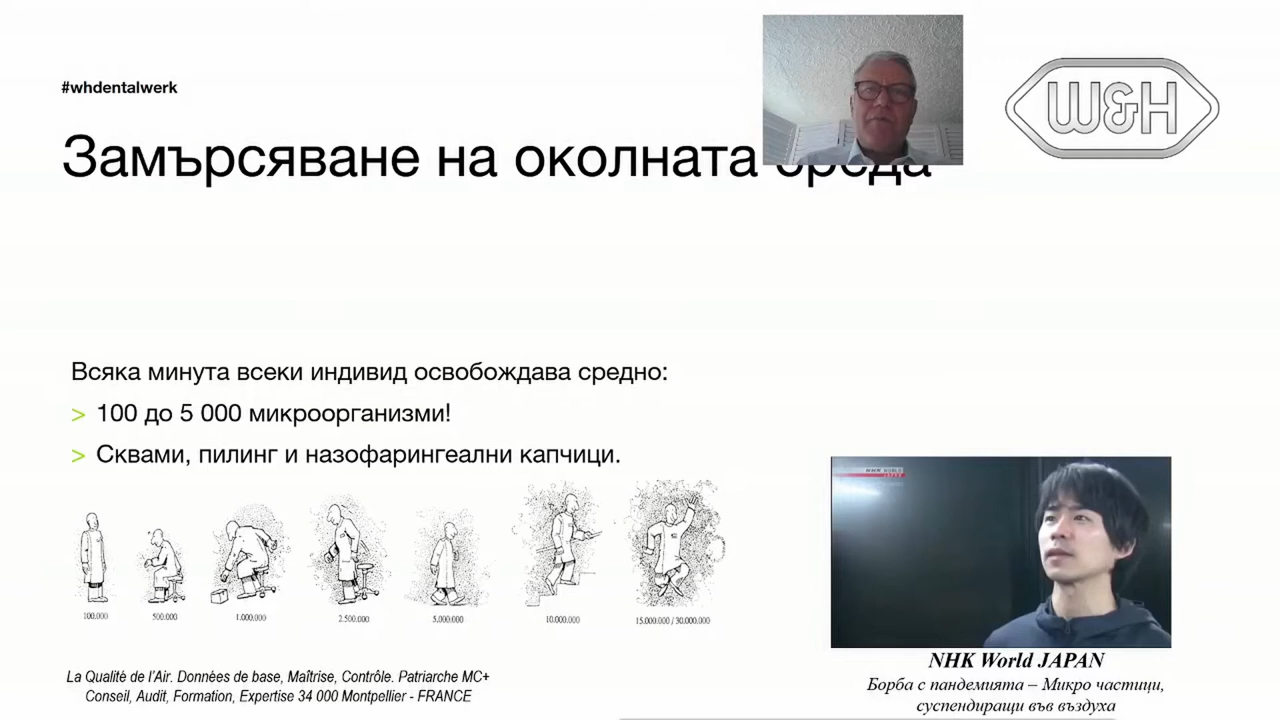 #whdentalwerk
W&H
Замърсяване на околната среда
Всяка минута всеки индивид освобождава средно:
> 100 до 5 000 микроорганизми!
> Сквами, пилинг и назофарингеални капчици.
NHK WORLD
JAPAN
100.000 500.000 1.000.000 2.500.000 5.000.000 10.000.000 15.000.000 / 30.000.000
La Qualité de l’Air. Données de base, Maîtrise, Contrôle. Patriarche MC+
Conseil, Audit, Formation, Expertise 34 000 Montpellier - FRANCE
NHK World JAPAN
Борба с пандемията – Микро частици,
суспендиращи във въздуха